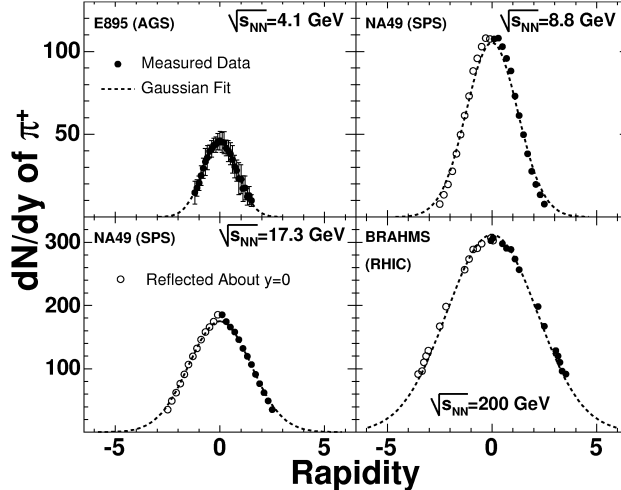 E895 (AGS) √sNN=4.1 GeV
Measured Data
Gaussian Fit
NA49 (SPS) √sNN=8.8 GeV
100
50
NA49 (SPS) √sNN=17.3 GeV
Reflected About y=0
BRAHMS
(RHIC)
√sNN=200 GeV
300
200
100
-5 0 5
-5 0 5
dN/dy of π+
Rapidity